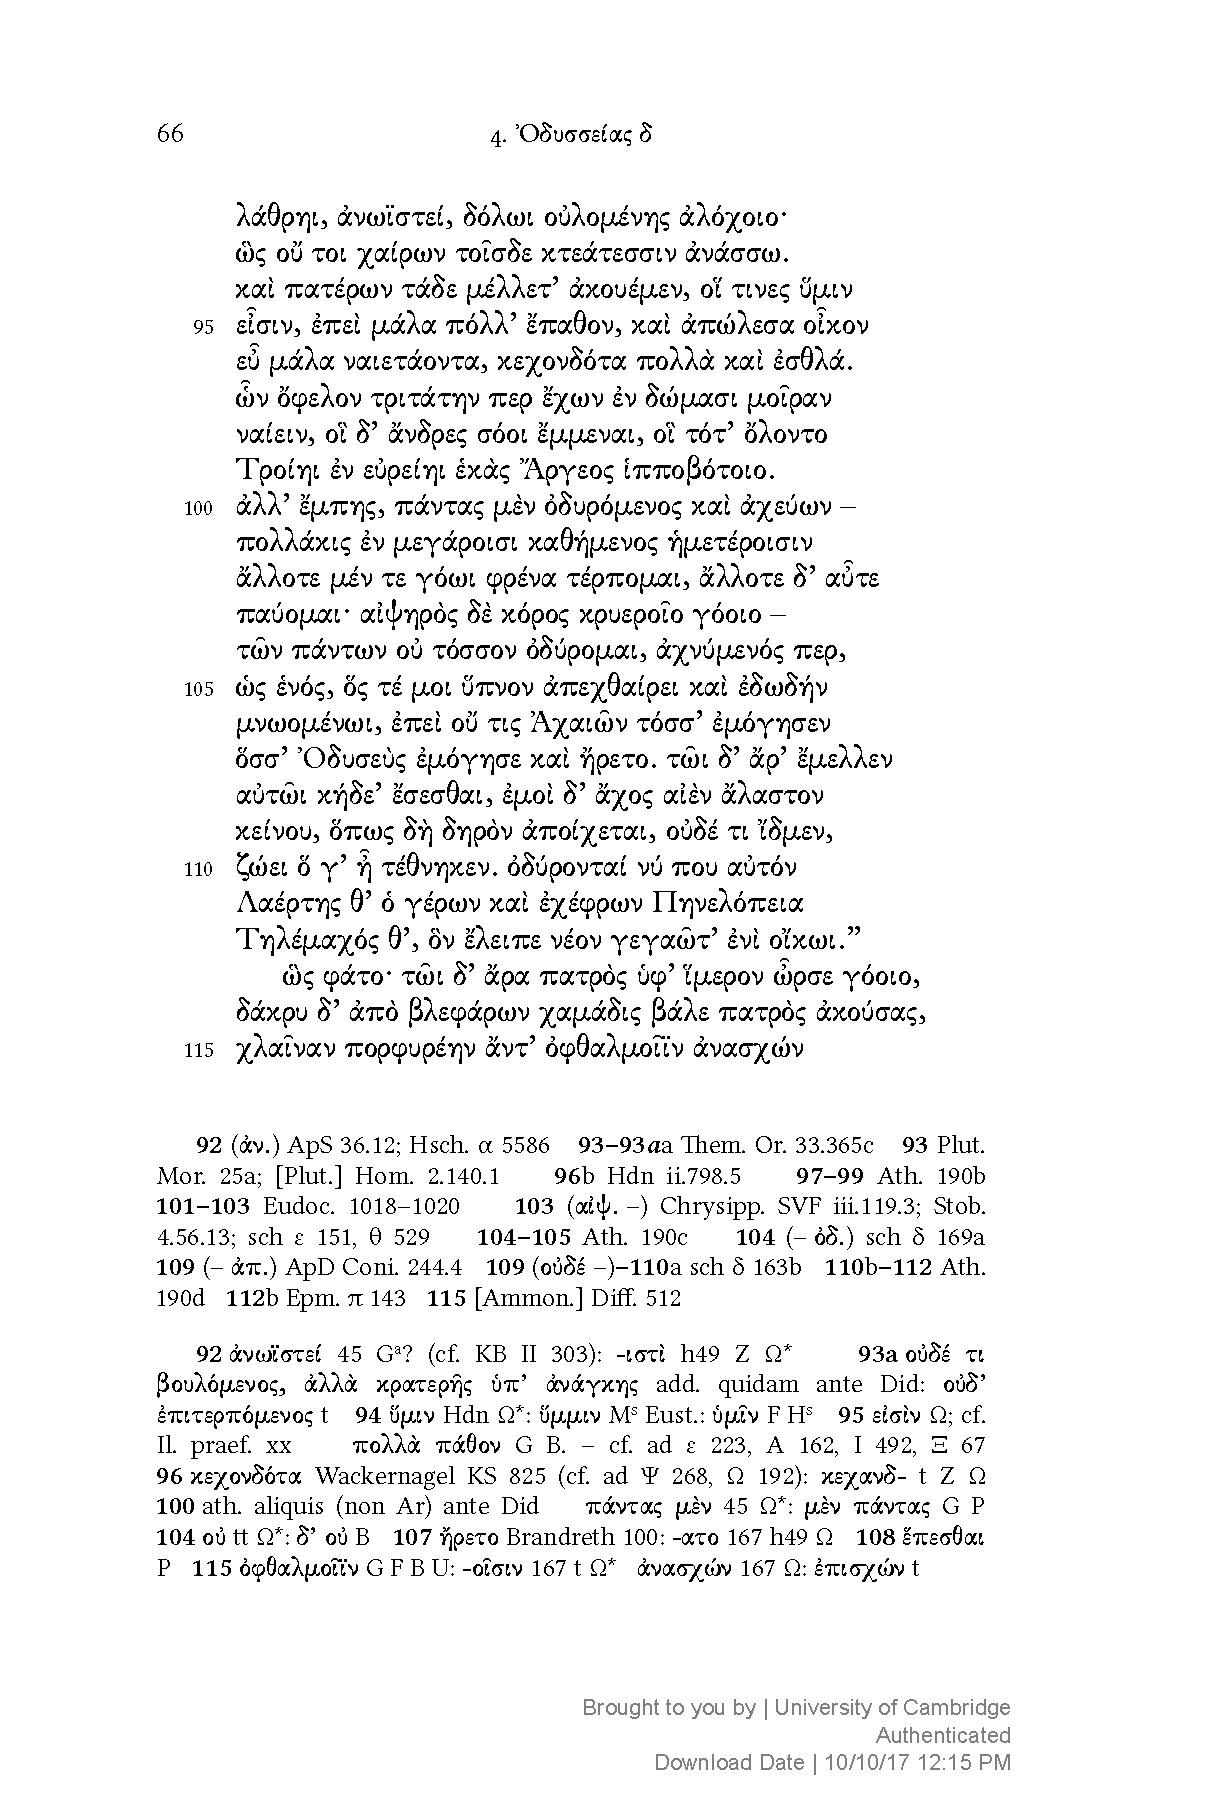 66 4. Ὀδυσσείας δ
λάθρηι, ἀνωϊστεί, δόλωι οὐλομένης ἀλόχοιο·
ὣς οὔ τοι χαίρων τοῖσδε κτεάτεσσιν ἀνάσσω.
καὶ πατέρων τάδε μέλλετ’ ἀκουέμεν, οἵ τινες ὕμιν
95 εἶσιν, ἐπεὶ μάλα πόλλ’ ἔπαθον, καὶ ἀπώλεσα οἶκον
εὖ μάλα ναιετάοντα, κεχονδότα πολλὰ καὶ ἐσθλά.
ὧν ὄφελον τριτάτην περ ἔχων ἐν δώμασι μοῖραν
ναίειν, οἳ δ’ ἄνδρες σόοι ἔμμεναι, οἳ τότ’ ὄλοντο
Τροίηι ἐν εὐρείηι ἑκὰς Ἄργεος ἱπποβότοιο.
100 ἀλλ’ ἔμπης, πάντας μὲν ὀδυρόμενος καὶ ἀχεύων –
πολλάκις ἐν μεγάροισι καθήμενος ἡμετέροισιν
ἄλλοτε μέν τε γόωι φρένα τέρπομαι, ἄλλοτε δ’ αὖτε
παύομαι· αἰψηρὸς δὲ κόρος κρυεροῖο γόοιο –
τῶν πάντων οὐ τόσσον ὀδύρομαι, ἀχνύμενός περ,
105 ὡς ἑνός, ὅς τέ μοι ὕπνον ἀπεχθαίρει καὶ ἐδωδήν
μνωομένωι, ἐπεὶ οὔ τις Ἀχαιῶν τόσσ’ ἐμόγησεν
ὅσσ’ Ὀδυσεὺς ἐμόγησε καὶ ἤρετο. τῶι δ’ ἄρ’ ἔμελλεν
αὐτῶι κήδε’ ἔσεσθαι, ἐμοὶ δ’ ἄχος αἰὲν ἄλαστον
κείνου, ὅπως δὴ δηρὸν ἀποίχεται, οὐδέ τι ἴδμεν,
110 ζώει ὅ γ’ ἦ τέθνηκεν. ὀδύρονταί νύ που αὐτόν
Λαέρτης θ’ ὁ γέρων καὶ ἐχέφρων Πηνελόπεια
Τηλέμαχός θ’, ὃν ἔλειπε νέον γεγαῶτ’ ἐνὶ οἴκωι.”
ὣς φάτο· τῶι δ’ ἄρα πατρὸς ὑφ’ ἵμερον ὦρσε γόοιο,
δάκρυ δ’ ἀπὸ βλεφάρων χαμάδις βάλε πατρὸς ἀκούσας,
115 χλαῖναν πορφυρέην ἄντ’ ὀφθαλμοῖϊν ἀνασχών
92 (ἀν.) ApS 36.12; Hsch. α 5586 93–93aa Them. Or. 33.365c 93 Plut.
Mor. 25a; [Plut.] Hom. 2.140.1 96b Hdn ii.798.5 97–99 Ath. 190b
101–103 Eudoc. 1018–1020 103 (αἰψ. –) Chrysipp. SVF iii.119.3; Stob.
4.56.13; sch ε 151, θ 529 104–105 Ath. 190c 104 (– ὀδ.) sch δ 169a
109 (– ἀπ.) ApD Coni. 244.4 109 (οὐδέ –)–110a sch δ 163b 110b–112 Ath.
190d 112b Epm. π 143 115 [Ammon.] Diff. 512
92 ἀνωϊστεί 45 Gᵃ? (cf. KB II 303): -ιστὶ h49 Z Ω* 93a οὐδέ τι
βουλόμενος, ἀλλὰ κρατερῆς ὑπ’ ἀνάγκης add. quidam ante Did: οὐδ’
ἐπιτερπόμενος t 94 ὕμιν Hdn Ω*: ὕμμιν Mˢ Eust.: ὑμῖν F Hˢ 95 εἰσὶν Ω; cf.
Il. praef. xx πολλὰ πάθον G B. – cf. ad ε 223, Α 162, Ι 492, Ξ 67
96 κεχονδότα Wackernagel KS 825 (cf. ad Ψ 268, Ω 192): κεχανδ- t Z Ω
100 ath. aliquis (non Ar) ante Did πάντας μὲν 45 Ω*: μὲν πάντας G P
104 οὐ tt Ω*: δ’ οὐ B 107 ἤρετο Brandreth 100: -ατο 167 h49 Ω 108 ἕπεσθαι
P 115 ὀφθαλμοῖϊν G F B U: -οῖσιν 167 t Ω* ἀνασχών 167 Ω: ἐπισχών t
Brought to you by | University of Cambridge
Authenticated
Download Date | 10/10/17 12:15 PM